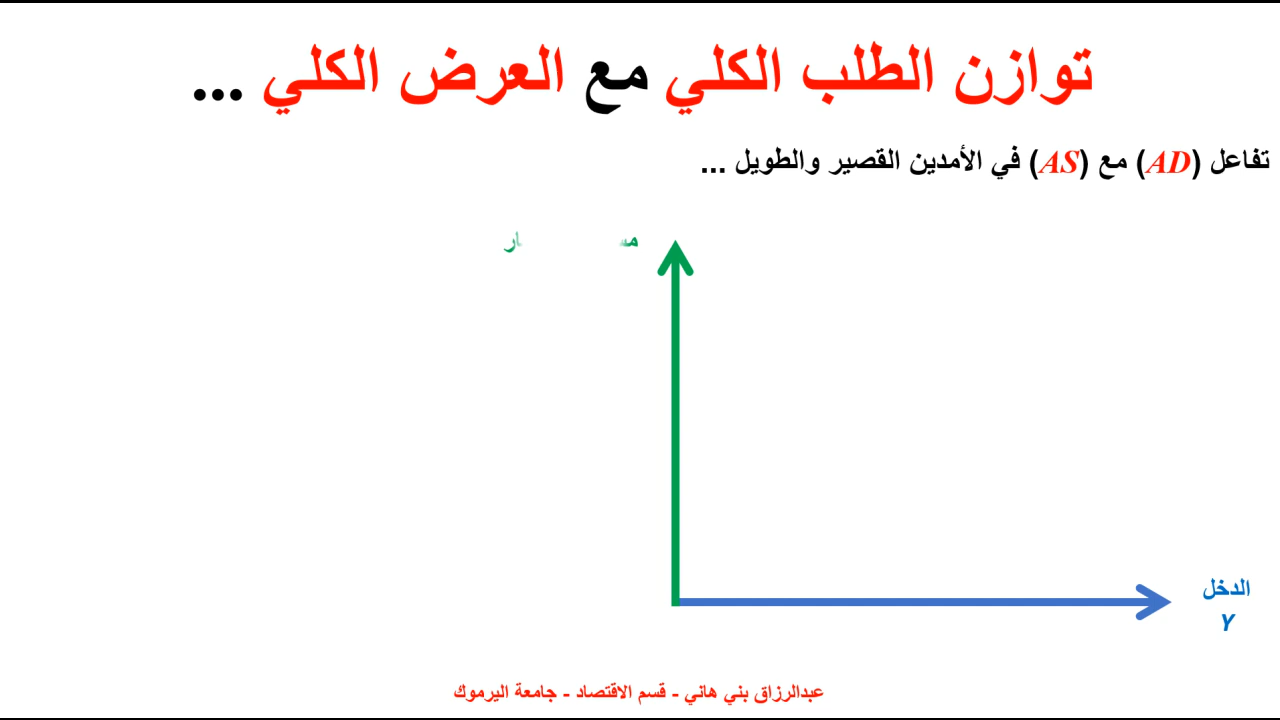 توازن الطلب الكلي مع العرض الكلي ...
تفاعل (AD) مع (AS) في الأمدين القصير والطويل ...
الدخل
Y
عبدالرزاق بني هاني - قسم الاقتصاد - جامعة اليرموك